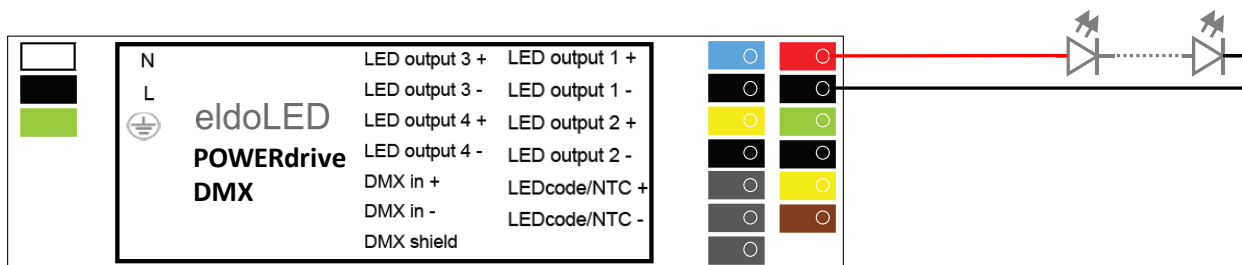 N
L
eldoLED
POWERdrive
DMX
LED output 3 +
LED output 3 -
LED output 4 +
LED output 4 -
DMX in +
DMX in -
DMX shield
LED output 1 +
LED output 1 -
LED output 2 +
LED output 2 -
LEDcode/NTC +
LEDcode/NTC -